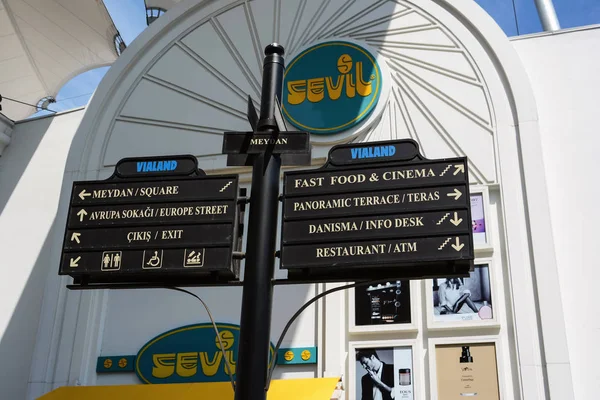 SEVIL
MEYDAN
VIALAND
MEYDAN / SQUARE
AVRUPA SOKAĞI / EUROPE STREET
ÇIKIŞ / EXIT
VIALAND
FAST FOOD & CINEMA
PANORAMIC TERRACE / TERAS
DANISMA / INFO DESK
RESTAURANT / ATM
SEVIL